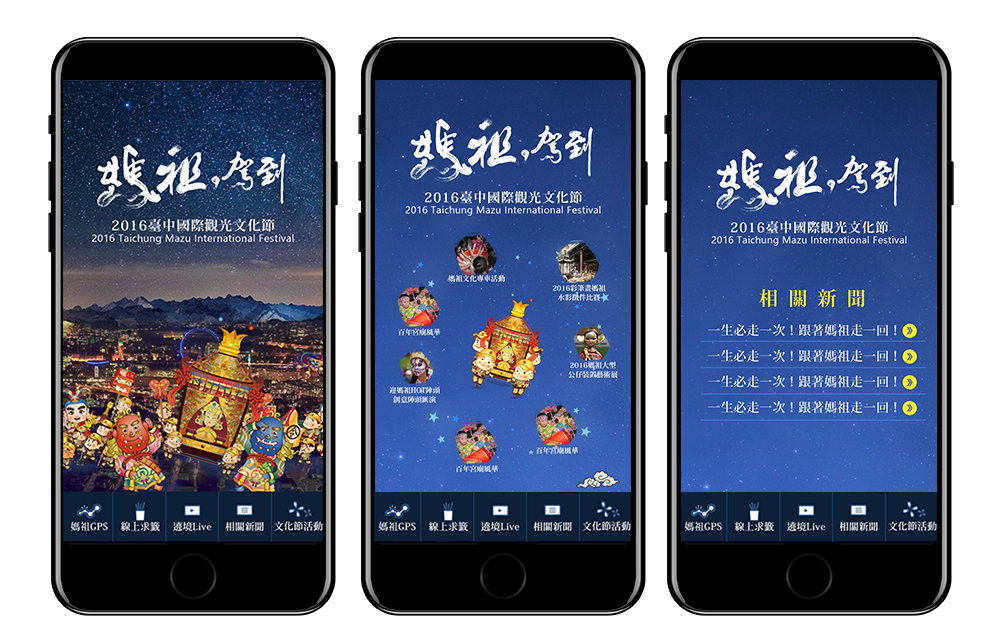 媽祖，駕到
2016臺中國際觀光文化節
2016 Taichung Mazu International Festival
媽祖GPS
線上求籤
遶境Live
相關新聞
文化節活動
媽祖，駕到
2016臺中國際觀光文化節
2016 Taichung Mazu International Festival
媽祖文化專車活動
2016彩筆畫媽祖
水彩徵件比賽
百年宮廟風華
2016媽祖大型
公仔裝置藝術展
迎媽祖HOT陣頭
創意陣頭匯演
百年宮廟風華
百年宮廟風華
媽祖GPS
線上求籤
遶境Live
相關新聞
文化節活動
媽祖，駕到
2016臺中國際觀光文化節
2016 Taichung Mazu International Festival
相關新聞
一生必走一次！跟著媽祖走一回！
一生必走一次！跟著媽祖走一回！
一生必走一次！跟著媽祖走一回！
一生必走一次！跟著媽祖走一回！
媽祖GPS
線上求籤
遶境Live
相關新聞
文化節活動